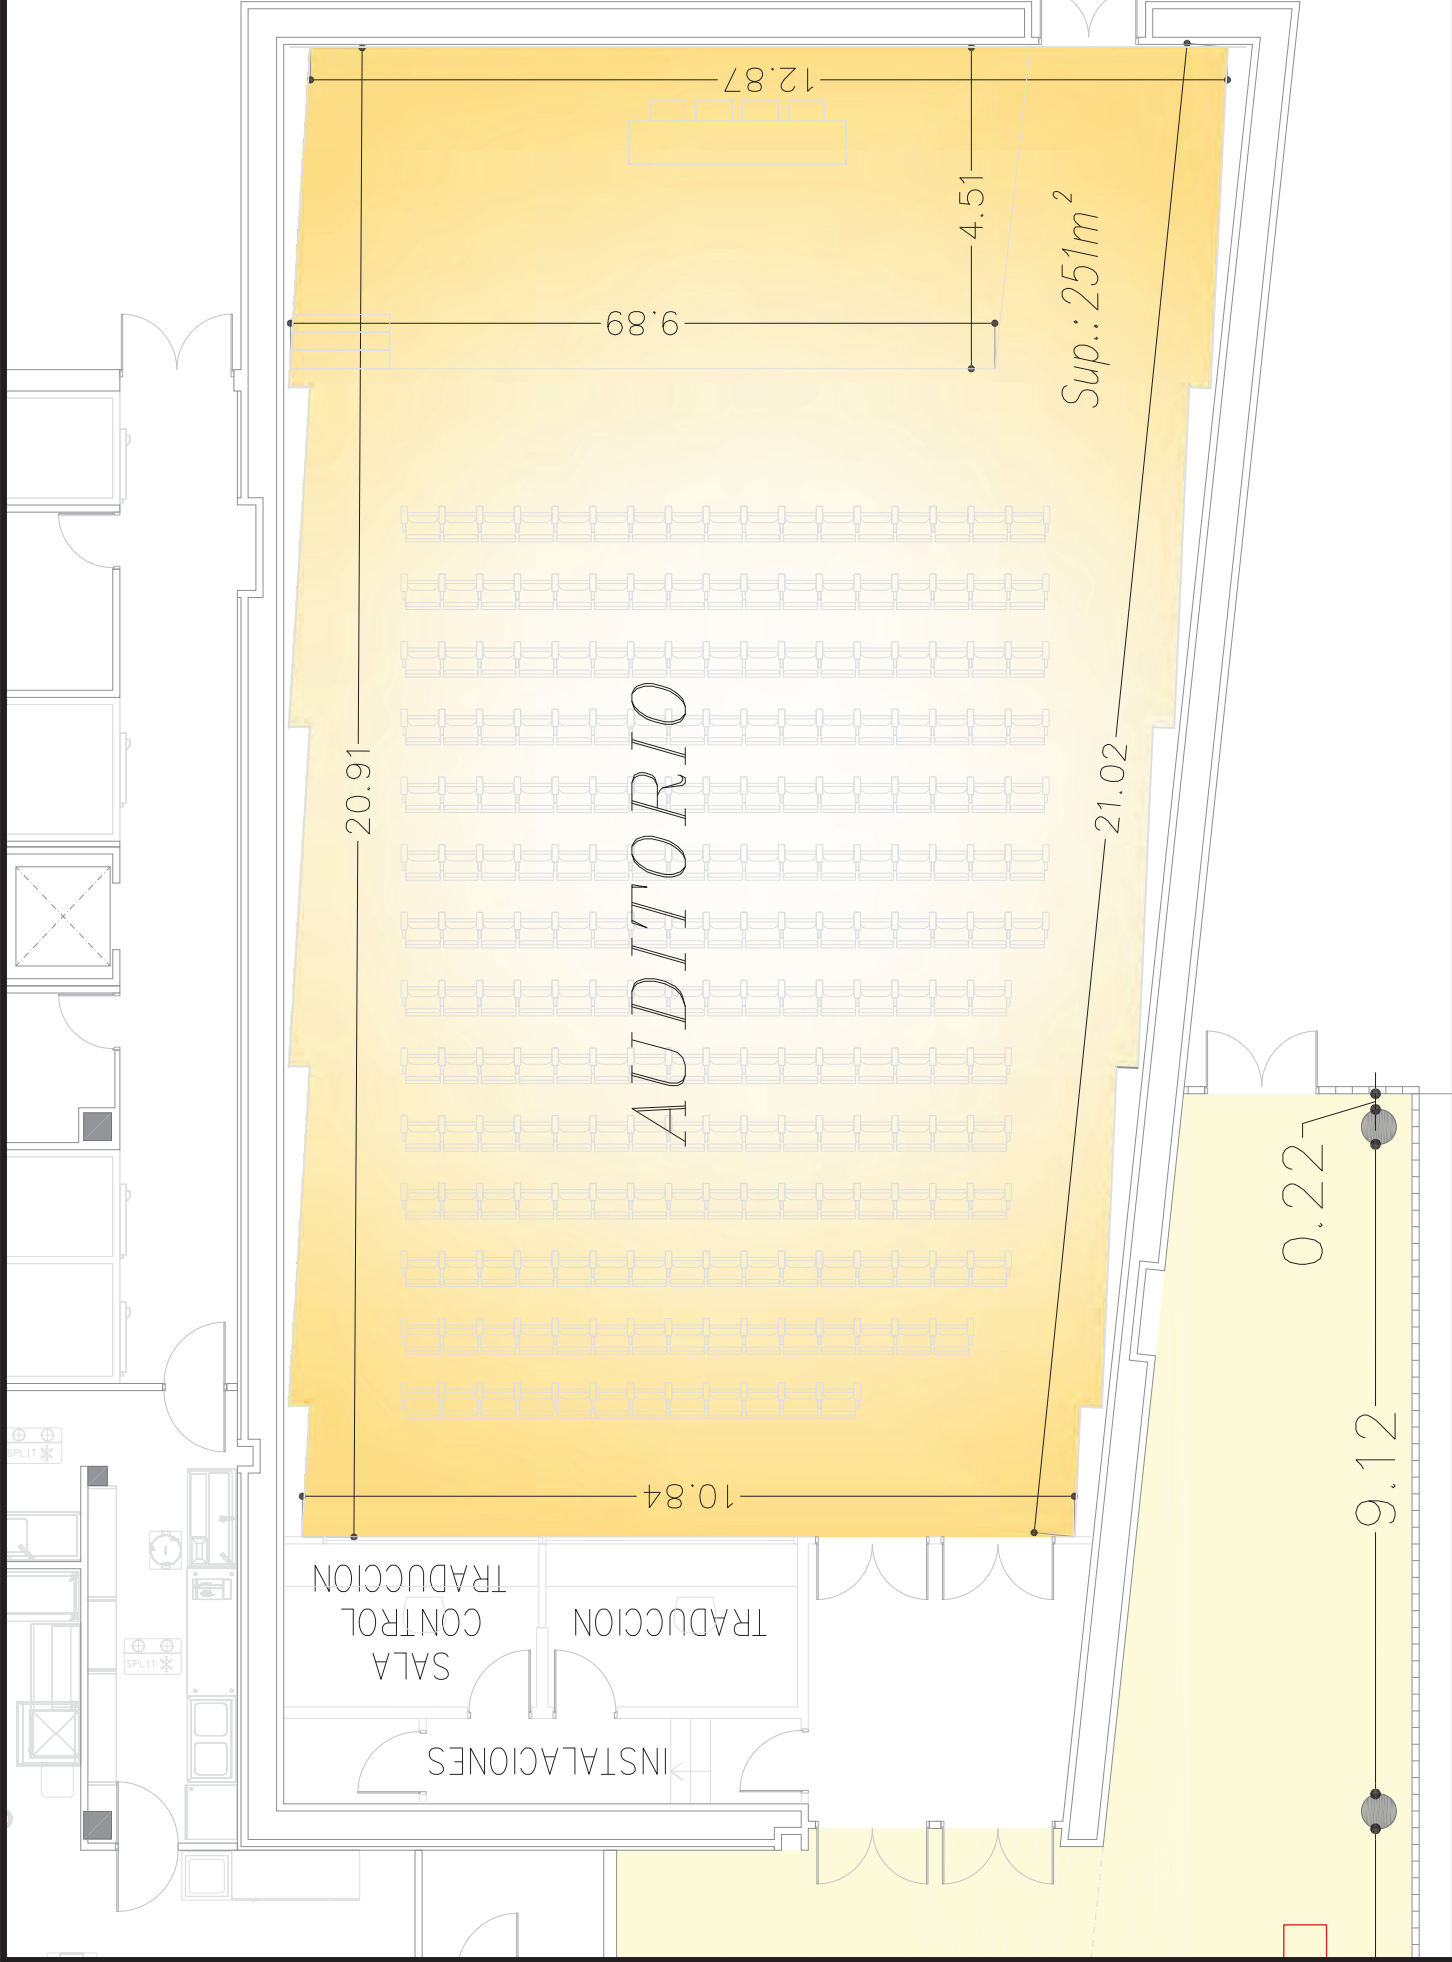 12.87
4.51
Sup.: 251m²
9.89
AUDITORIO
20.91
21.02
0.22
9.12
10.84
SPLIT
SPLIT
SALA
CONTROL
TRADUCCION
TRADUCCION
INSTALACIONES